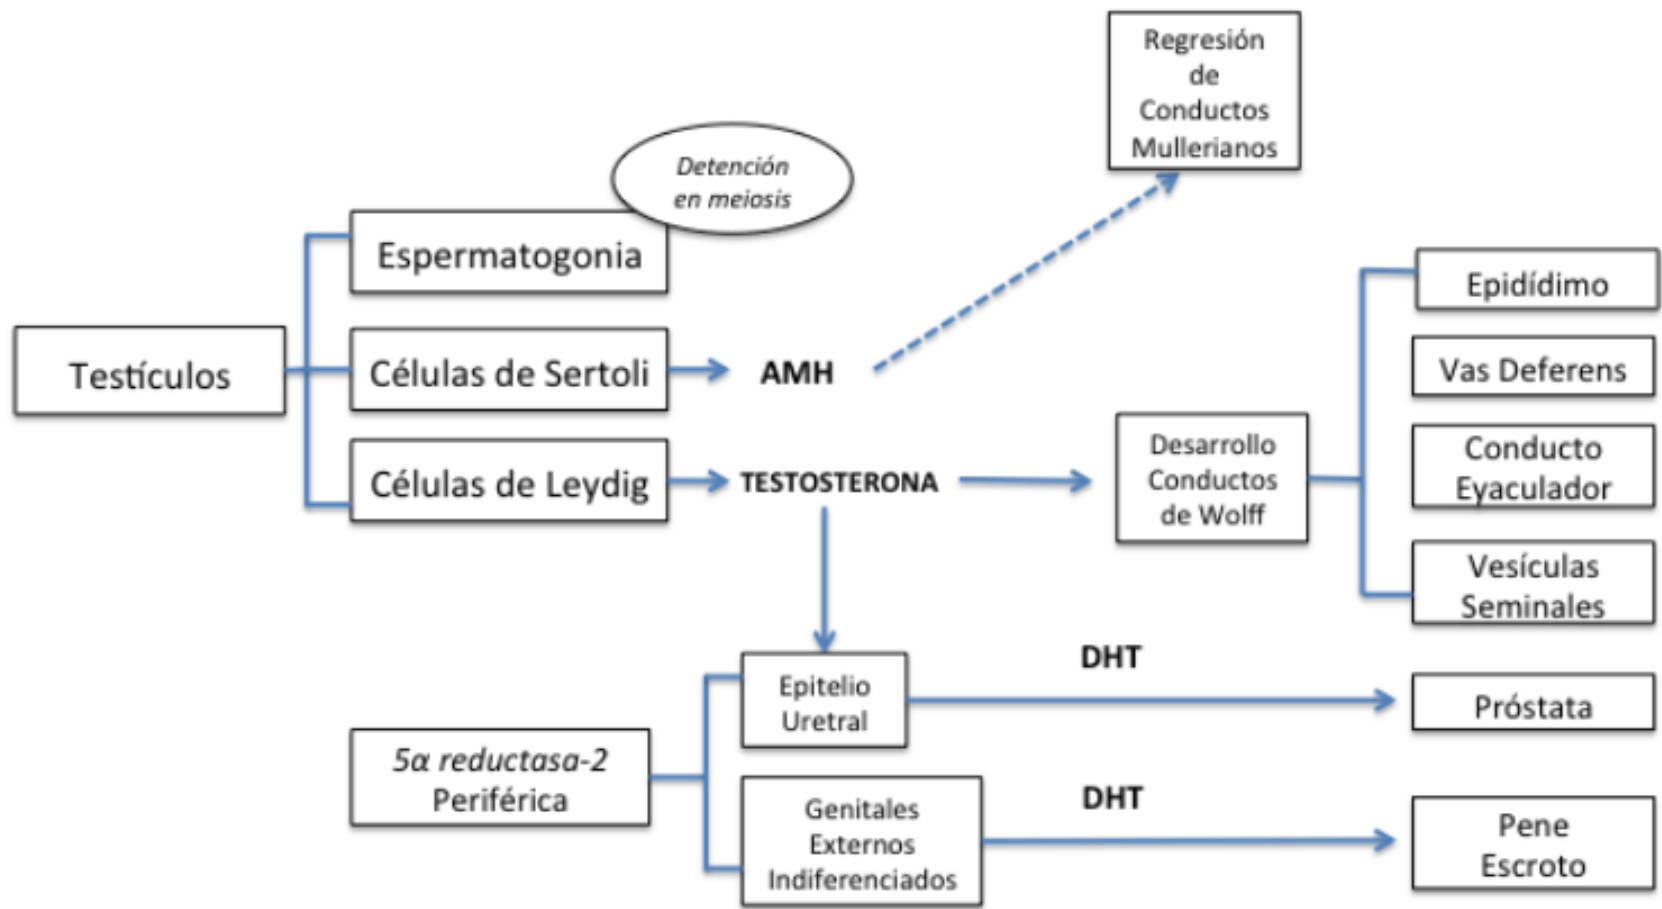 Regresión
de
Conductos
Mullerianos
Detención
en meiosis
Espermatogonia
Testículos
Células de Sertoli
AMH
Células de Leydig
TESTOSTERONA
Desarrollo
Conductos
de Wolff
Epidídimo
Vas Deferens
Conducto
Eyaculador
Vesículas
Seminales
5α reductasa-2
Periférica
Epitelio
Uretral
DHT
Próstata
Genitales
Externos
Indiferenciados
DHT
Pene
Escroto